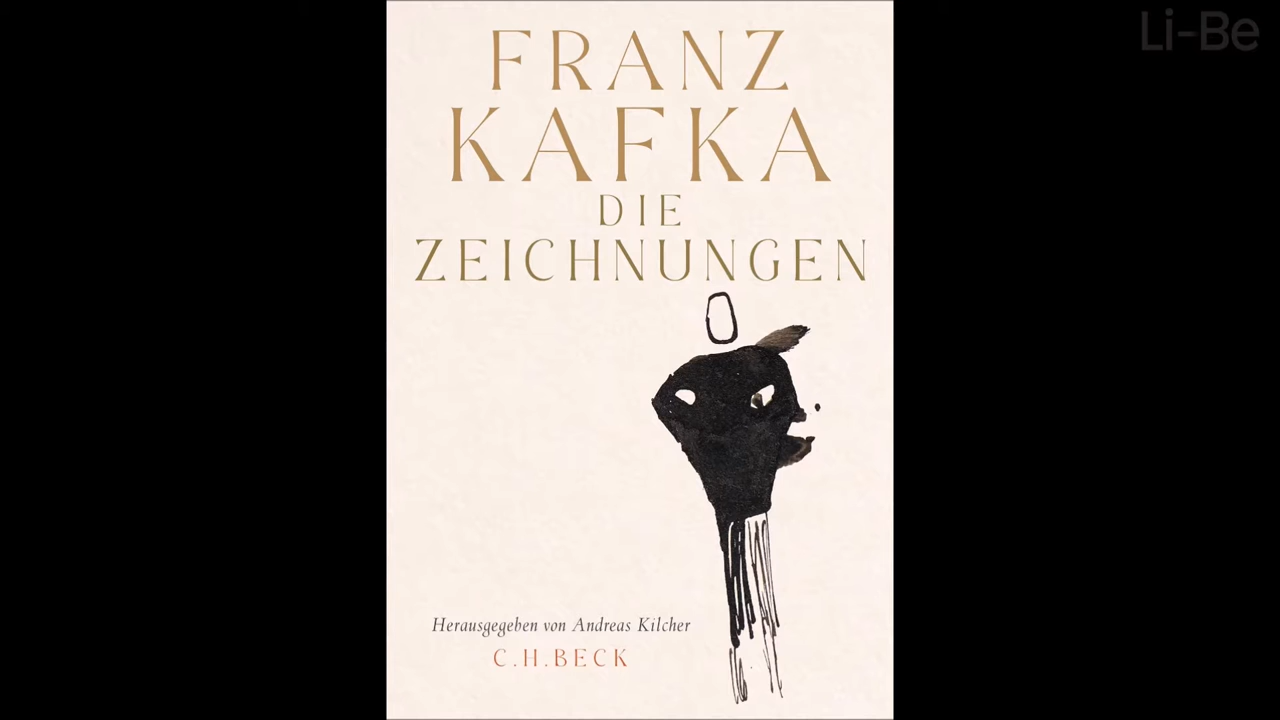 Li-Be
FRANZ
KAFKA
DIE
ZEICHNUNGEN
Herausgegeben von Andreas Kilcher
C.H.BECK